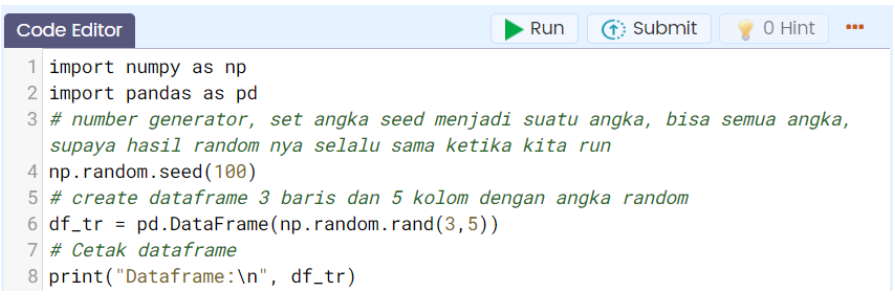 Code Editor Run Submit 0 Hint
1 import numpy as np
2 import pandas as pd
3 # number generator, set angka seed menjadi suatu angka, bisa semua angka,
supaya hasil random nya selalu sama ketika kita run
4 np.random.seed(100)
5 # create dataframe 3 baris dan 5 kolom dengan angka random
6 df_tr = pd.DataFrame(np.random.rand(3,5))
7 # Cetak dataframe
8 print("Dataframe:\n", df_tr)